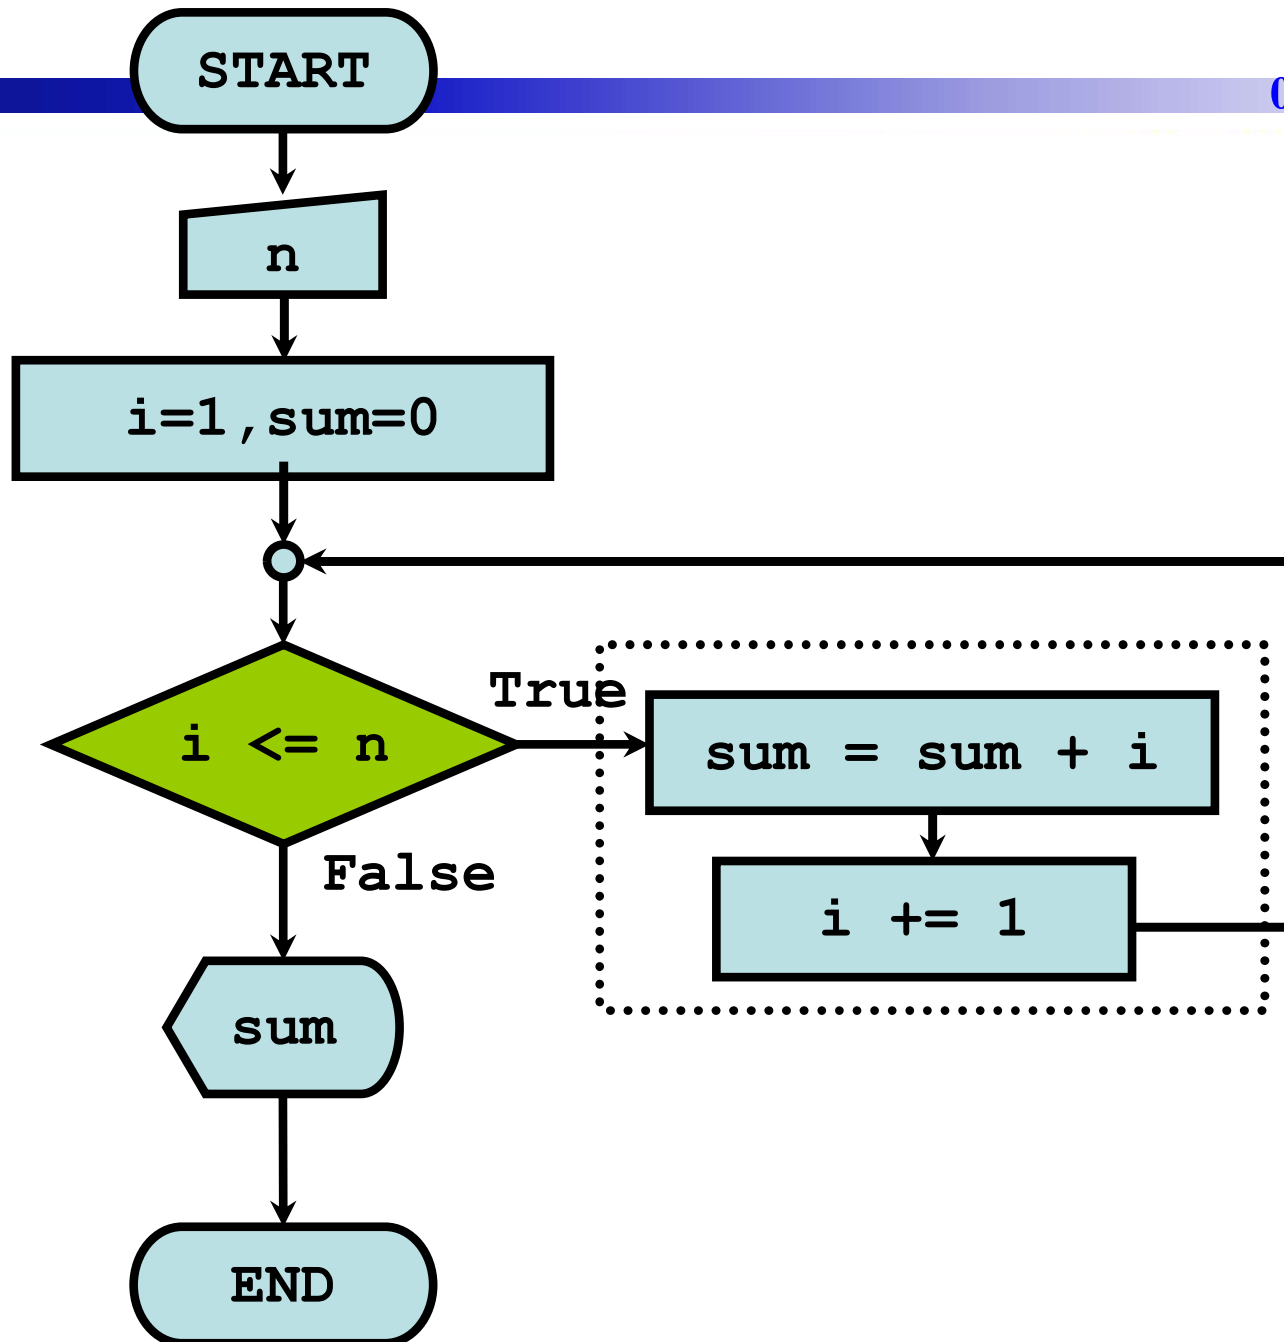 START
n
i=1,sum=0
i <= n
True
sum = sum + i
i += 1
False
sum
END